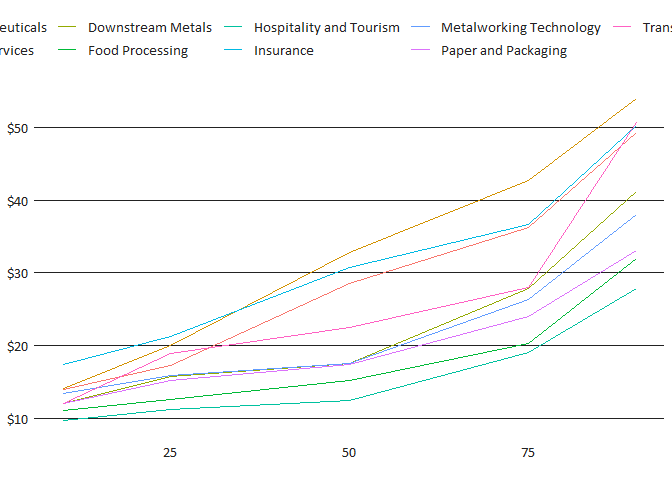 euticals Downstream Metals Hospitality and Tourism Metalworking Technology Trans
rvices Food Processing Insurance Paper and Packaging
$50
$40
$30
$20
$10
25 50 75